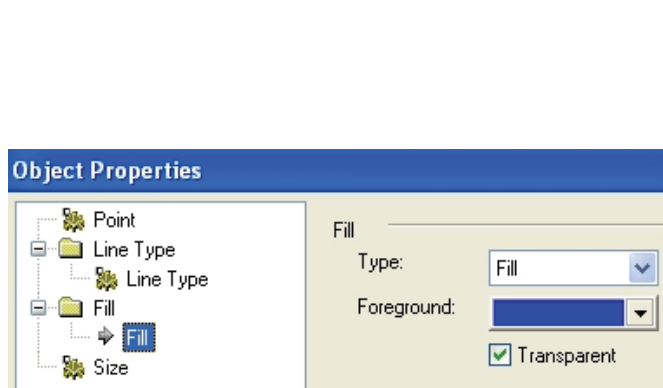 Object Properties
Point
Line Type
Line Type
Fill
Fill
Size
Fill
Type:
Fill
Foreground:
Transparent